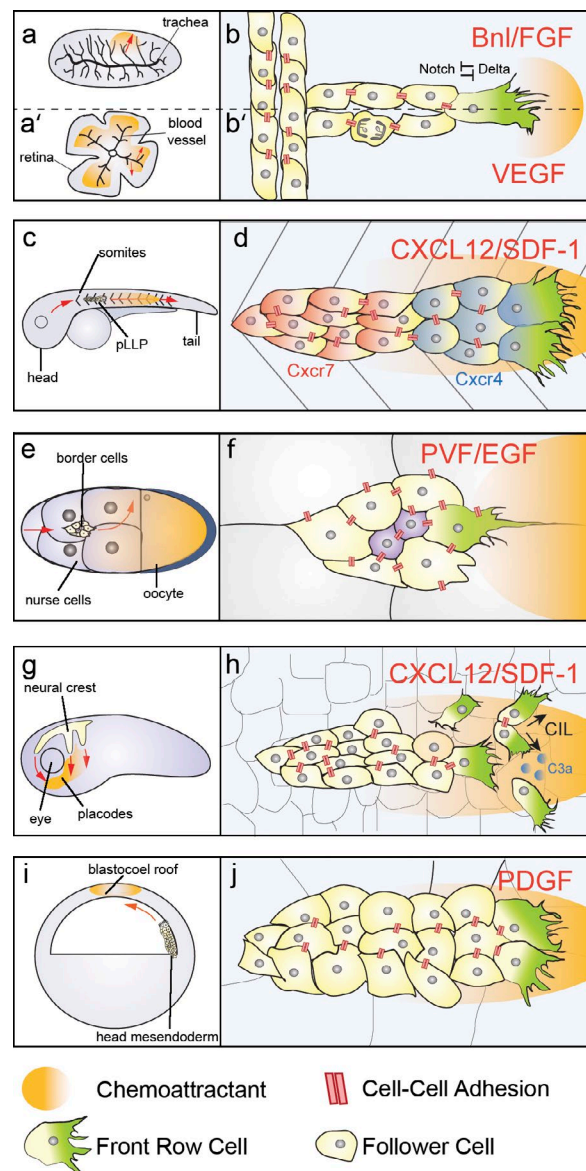 a
trachea
b
Bnl/FGF
Notch
Delta
a'
blood
vessel
retina
b'
VEGF
c
somites
pLLP
tail
head
d
CXCL12/SDF-1
Cxcr7
Cxcr4
e
border cells
nurse cells
oocyte
f
PVF/EGF
g
neural crest
eye
placodes
h
CXCL12/SDF-1
CIL
C3a
i
blastocoel roof
head mesendoderm
j
PDGF
Chemoattractant
Cell-Cell Adhesion
Front Row Cell
Follower Cell